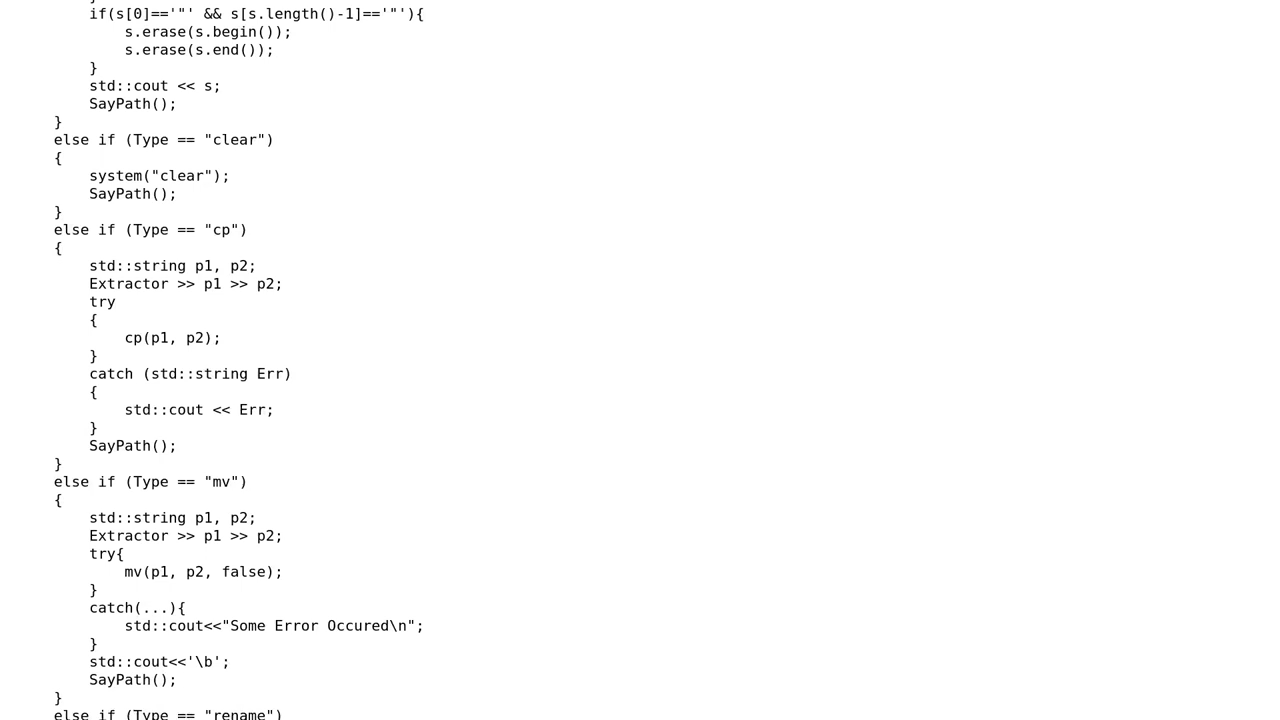 }
if(s[0]=='"' && s[s.length()-1]=='"'){
s.erase(s.begin());
s.erase(s.end());
}
std::cout << s;
SayPath();
}
else if (Type == "clear")
{
system("clear");
SayPath();
}
else if (Type == "cp")
{
std::string p1, p2;
Extractor >> p1 >> p2;
try
{
cp(p1, p2);
}
catch (std::string Err)
{
std::cout << Err;
}
SayPath();
}
else if (Type == "mv")
{
std::string p1, p2;
Extractor >> p1 >> p2;
try{
mv(p1, p2, false);
}
catch(...){
std::cout<<"Some Error Occured\n";
}
std::cout<<'\b';
SayPath();
}
else if (Type == "rename")